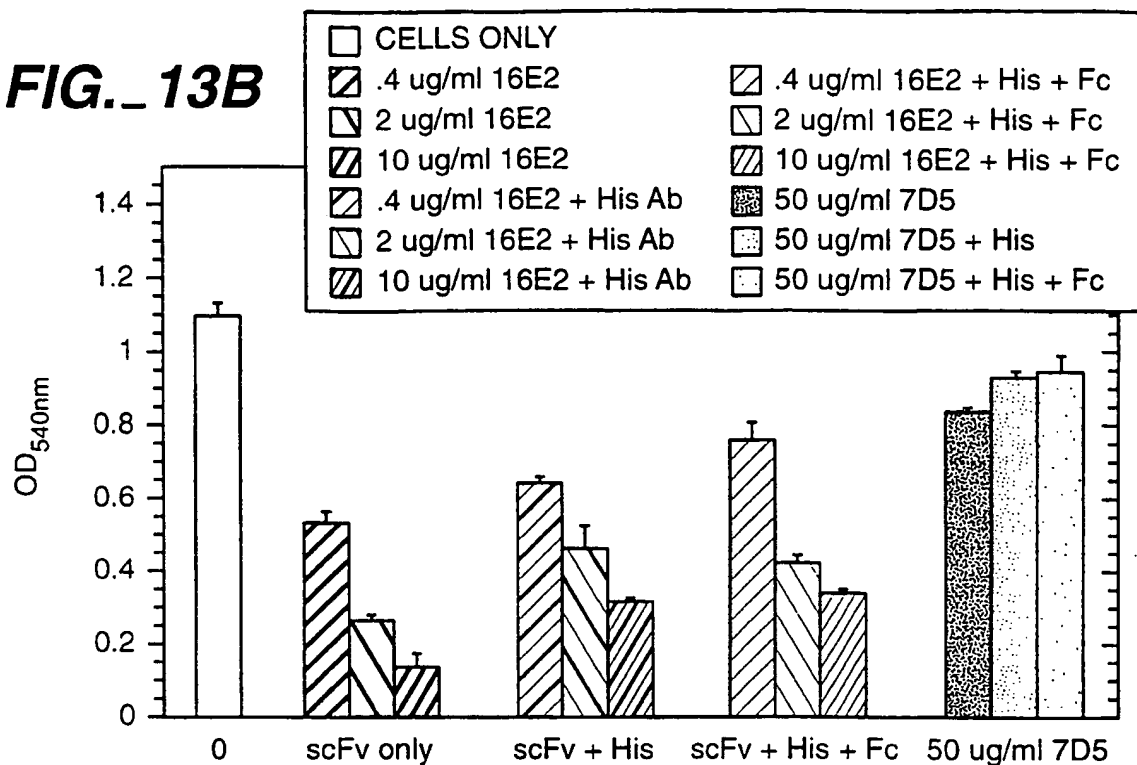 FIG._13B
CELLS ONLY
.4 ug/ml 16E2
2 ug/ml 16E2
10 ug/ml 16E2
.4 ug/ml 16E2 + His Ab
2 ug/ml 16E2 + His Ab
10 ug/ml 16E2 + His Ab
.4 ug/ml 16E2 + His + Fc
2 ug/ml 16E2 + His + Fc
10 ug/ml 16E2 + His + Fc
50 ug/ml 7D5
50 ug/ml 7D5 + His
50 ug/ml 7D5 + His + Fc
OD540nm
1.4
1.2
1
0.8
0.6
0.4
0.2
0
0
scFv only
scFv + His
scFv + His + Fc
50 ug/ml 7D5